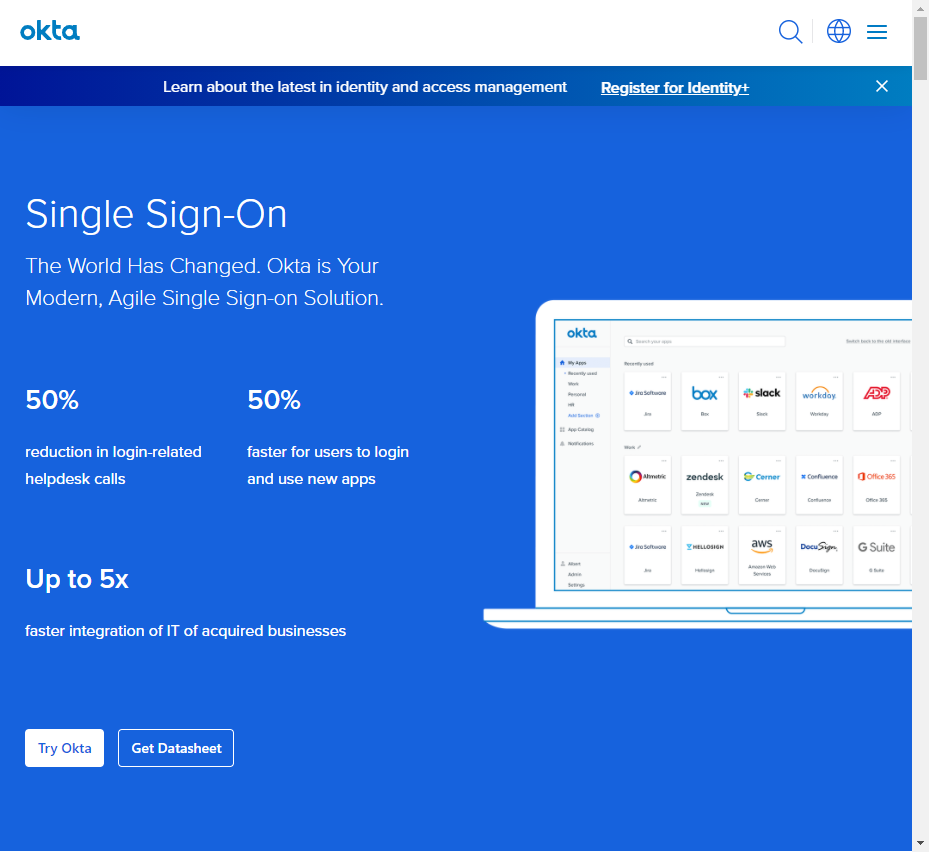 okta
Learn about the latest in identity and access management
Register for Identity+
Single Sign-On
The World Has Changed. Okta is Your
Modern, Agile Single Sign-on Solution.
50%
reduction in login-related
helpdesk calls
50%
faster for users to login
and use new apps
Up to 5x
faster integration of IT of acquired businesses
Try Okta
Get Datasheet
okta
Search your apps
Switch back to the old interface
My Apps
Recently used
Work
Personal
HR
Add Section
App Catalog
Notifications
Recently used
Jira Software
Jira
box
Box
slack
Slack
workday
Workday
ADP
ADP
Work
Altmetric
Altmetric
zendesk
Zendesk
NEW
Cerner
Cerner
Confluence
Confluence
Office 365
Office 365
Jira Software
Jira
HELLOSIGN
Hellosign
aws
Amazon Web
Services
DocuSign
DocuSign
G Suite
G Suite
Admin
Settings